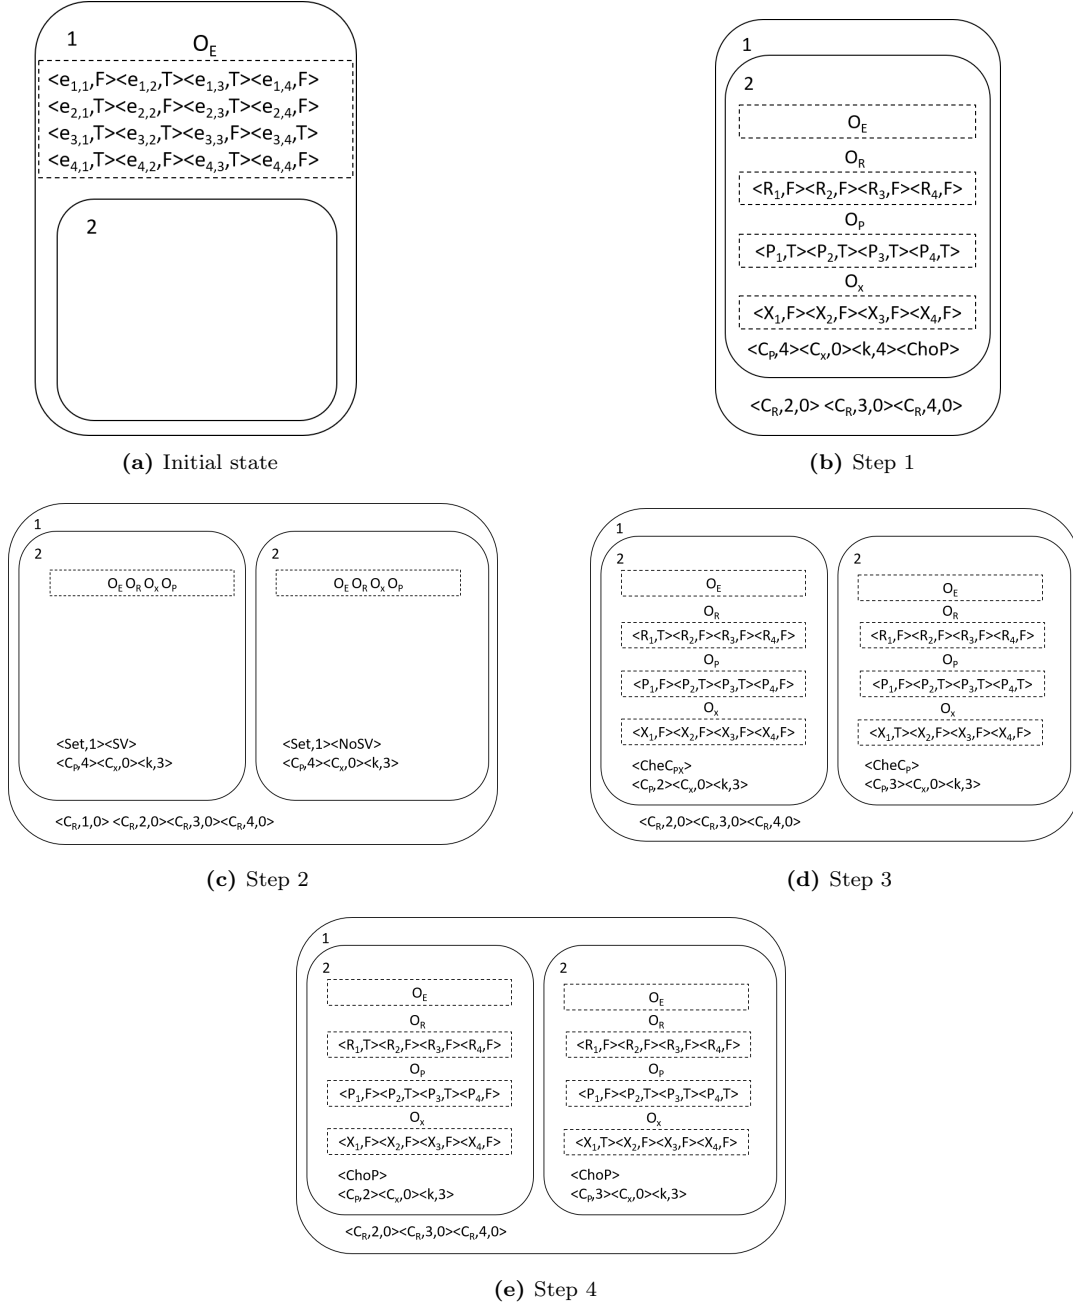 1
O_E
<e_{1,1},F><e_{1,2},T><e_{1,3},T><e_{1,4},F>
<e_{2,1},T><e_{2,2},F><e_{2,3},T><e_{2,4},F>
<e_{3,1},T><e_{3,2},T><e_{3,3},F><e_{3,4},T>
<e_{4,1},T><e_{4,2},F><e_{4,3},T><e_{4,4},F>
2
(a) Initial state
1
2
O_E
O_R
<R_1,F><R_2,F><R_3,F><R_4,F>
O_P
<P_1,T><P_2,T><P_3,T><P_4,T>
O_x
<X_1,F><X_2,F><X_3,F><X_4,F>
<C_P,4><C_x,0><k,4><ChoP>
<C_R,2,0> <C_R,3,0><C_R,4,0>
(b) Step 1
1
2
O_E O_R O_x O_P
<Set,1><SV>
<C_P,4><C_x,0><k,3>
2
O_E O_R O_x O_P
<Set,1><NoSV>
<C_P,4><C_x,0><k,3>
<C_R,1,0> <C_R,2,0><C_R,3,0><C_R,4,0>
(c) Step 2
1
2
O_E
O_R
<R_1,T><R_2,F><R_3,F><R_4,F>
O_P
<P_1,F><P_2,T><P_3,T><P_4,F>
O_x
<X_1,F><X_2,F><X_3,F><X_4,F>
<CheC_{PX}>
<C_P,2><C_x,0><k,3>
2
O_E
O_R
<R_1,F><R_2,F><R_3,F><R_4,F>
O_P
<P_1,F><P_2,T><P_3,T><P_4,T>
O_x
<X_1,T><X_2,F><X_3,F><X_4,F>
<CheC_P>
<C_P,3><C_x,0><k,3>
<C_R,2,0><C_R,3,0><C_R,4,0>
(d) Step 3
1
2
O_E
O_R
<R_1,T><R_2,F><R_3,F><R_4,F>
O_P
<P_1,F><P_2,T><P_3,T><P_4,F>
O_x
<X_1,F><X_2,F><X_3,F><X_4,F>
<ChoP>
<C_P,2><C_x,0><k,3>
2
O_E
O_R
<R_1,F><R_2,F><R_3,F><R_4,F>
O_P
<P_1,F><P_2,T><P_3,T><P_4,T>
O_x
<X_1,T><X_2,F><X_3,F><X_4,F>
<ChoP>
<C_P,3><C_x,0><k,3>
<C_R,2,0><C_R,3,0><C_R,4,0>
(e) Step 4